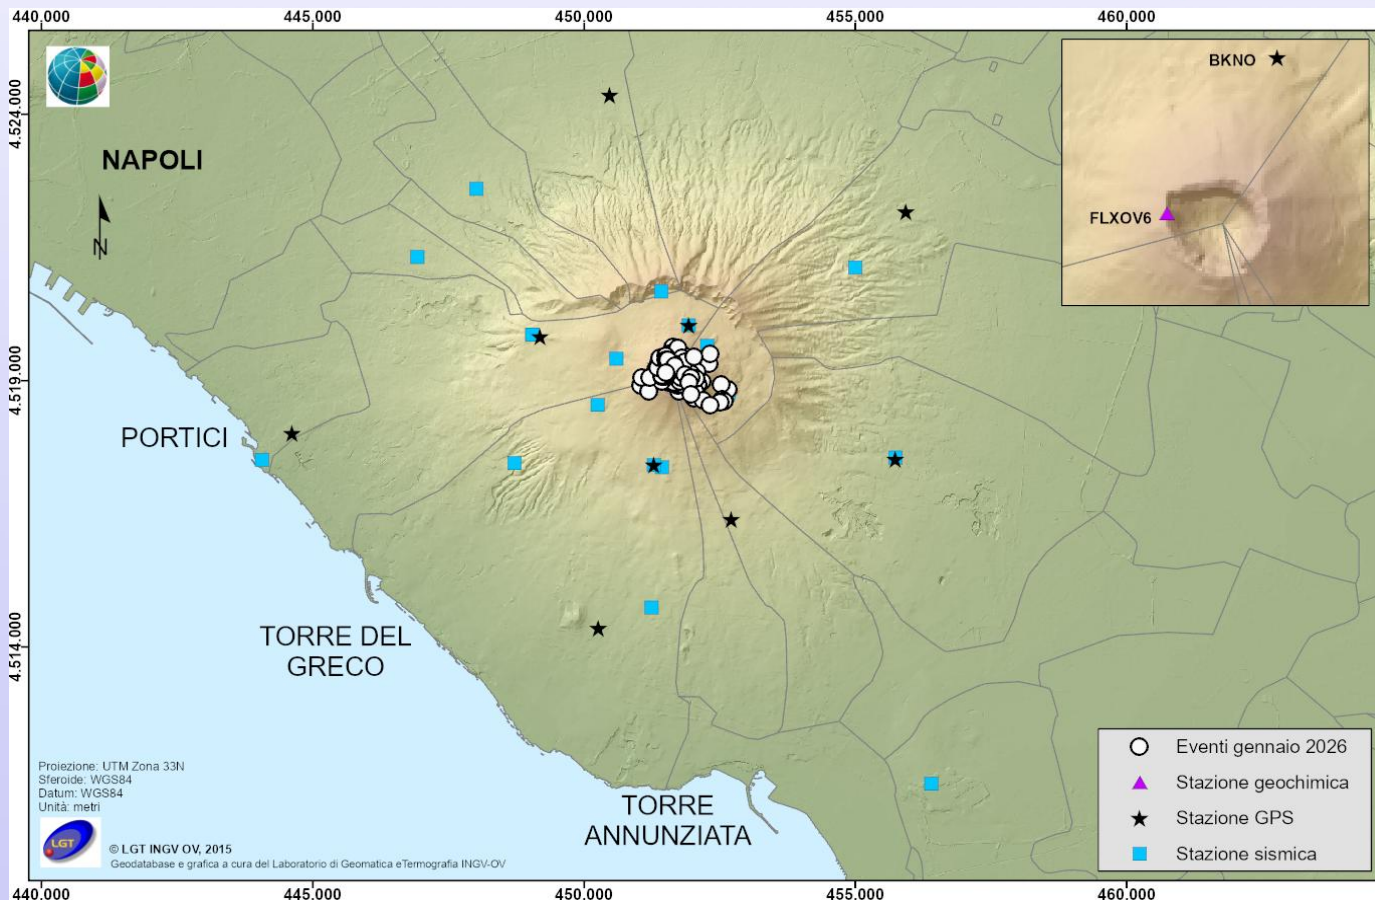 440.000 445.000 450.000 455.000 460.000
4.524.000
4.519.000
4.514.000
NAPOLI
N
PORTICI
TORRE DEL
GRECO
TORRE
ANNUNZIATA
BKNO
FLXOV6
Eventi gennaio 2026
Stazione geochimica
Stazione GPS
Stazione sismica
Proiezione: UTM Zona 33N
Sferoide: WGS84
Datum: WGS84
Unità: metri
LGT
© LGT INGV OV, 2015
Geodatabase e grafica a cura del Laboratorio di Geomatica eTermografia INGV-OV
440.000 445.000 450.000 455.000 460.000